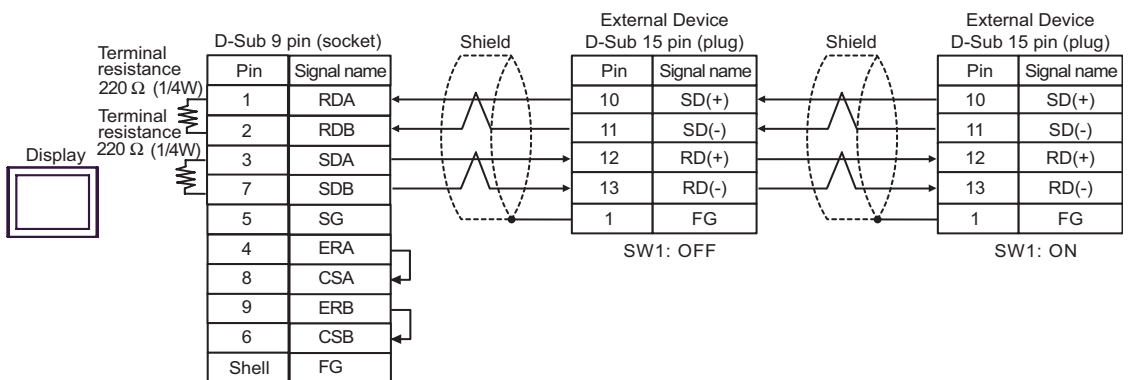 External Device
External Device
D-Sub 9 pin (socket)
Shield
D-Sub 15 pin (plug)
Shield
D-Sub 15 pin (plug)
Terminal
resistance
220 Ω (1/4W)
Terminal
resistance
220 Ω (1/4W)
Display
Pin Signal name
1 RDA
2 RDB
3 SDA
7 SDB
5 SG
4 ERA
8 CSA
9 ERB
6 CSB
Shell FG
Pin Signal name
10 SD(+)
11 SD(-)
12 RD(+)
13 RD(-)
1 FG
SW1: OFF
Pin Signal name
10 SD(+)
11 SD(-)
12 RD(+)
13 RD(-)
1 FG
SW1: ON